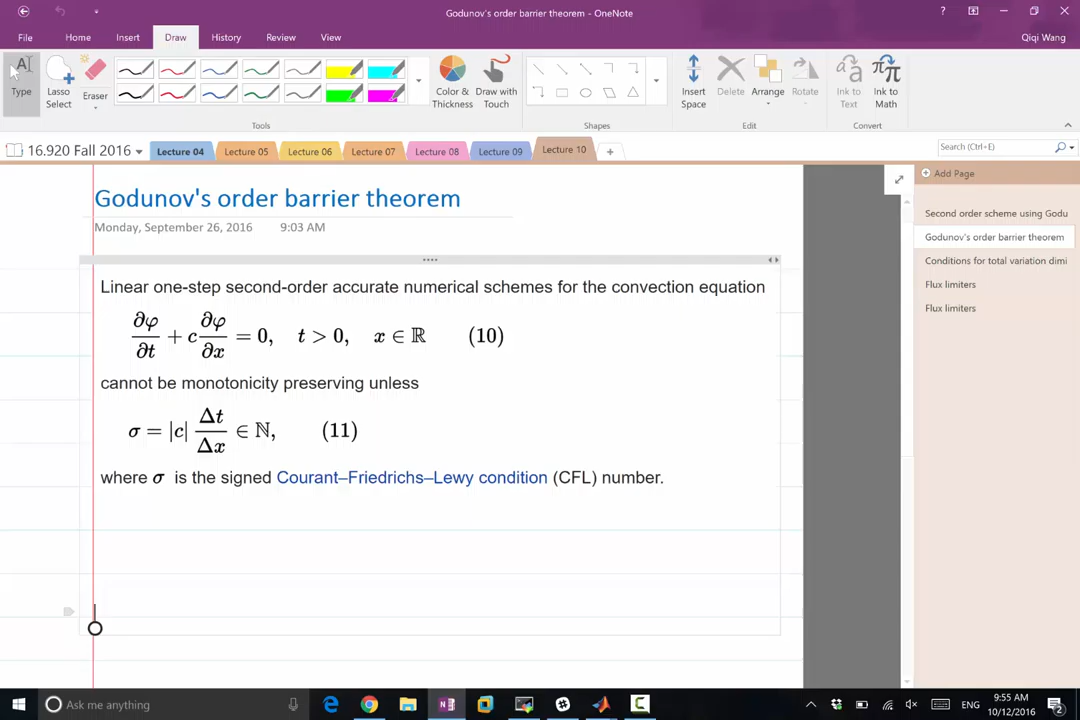 Godunov's order barrier theorem - OneNote
?
File
Home
Insert
Draw
History
Review
View
Qiqi Wang
Type
Lasso Select
Eraser
Color & Thickness
Draw with Touch
Insert Space
Delete
Arrange
Rotate
Ink to Text
Ink to Math
Tools
Shapes
Edit
Convert
16.920 Fall 2016
Lecture 04
Lecture 05
Lecture 06
Lecture 07
Lecture 08
Lecture 09
Lecture 10
+
Search (Ctrl+E)
Add Page
Second order scheme using Godu
Godunov's order barrier theorem
Conditions for total variation dimi
Flux limiters
Flux limiters
Godunov's order barrier theorem
Monday, September 26, 2016 9:03 AM
Linear one-step second-order accurate numerical schemes for the convection equation
∂φ/∂t + c ∂φ/∂x = 0, t > 0, x ∈ ℝ (10)
cannot be monotonicity preserving unless
σ = |c| Δt/Δx ∈ ℕ, (11)
where σ is the signed Courant–Friedrichs–Lewy condition (CFL) number.
Ask me anything
ENG
9:55 AM
10/12/2016
2